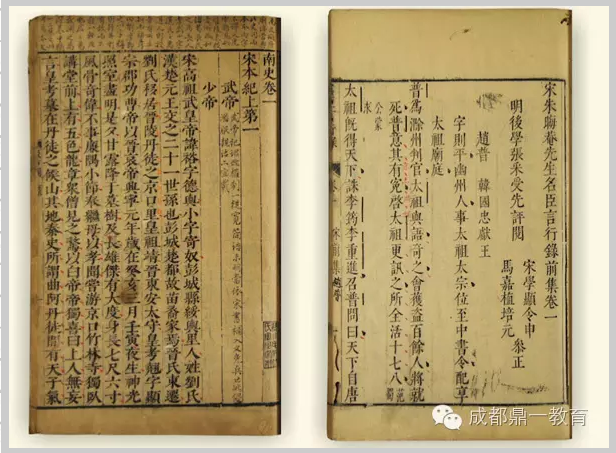 宋朱晦菴先生名臣言行錄前集卷一
明後學張采受先評閱
宋學顯令申
馬嘉植培元
参正
趙普 韓國忠獻王
字則平幽州人事太祖太宗位至中書令配享
太祖廟庭
普爲滁州判官太祖與語奇之會獲盜百餘人將就
死普意其有寃啓太祖更訊之所全活十七八
太祖旣得天下誅李筠李重進召普問曰天下自唐
南史卷一
宋本紀上第一
武帝
少帝
宋高祖武皇帝諱裕字德輿小字寄奴彭城縣綏輿里人姓劉氏
漢楚元王交之二十一世孫也彭城楚都故苗裔家焉晉氏東遷
劉氏移居晉陵丹徒之京口里皇祖靖晉東安太守皇考翹字顯
宗郡功曹帝以晉哀帝興寧元年歲在癸亥三月壬寅夜生神光
照室盡明是夕甘露降于墓樹及長雄傑有大度身長七尺六寸
風骨奇偉不事廉隅小節奉繼母以孝聞嘗游京口竹林寺獨臥
講堂前上有五色龍章衆僧見之驚以白帝帝獨喜曰上人無妄
言皇考墓在丹徒之候山其地秦史所謂曲阿丹徒間有天子氣
成都鼎一教育